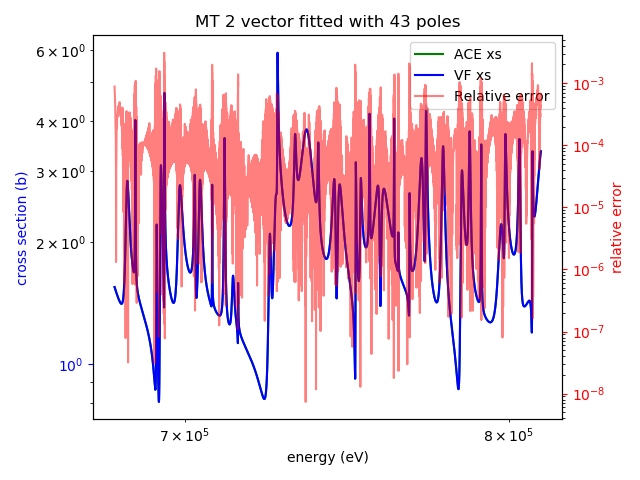 MT 2 vector fitted with 43 poles
ACE xs
VF xs
Relative error
cross section (b)
6 × 10⁰
4 × 10⁰
3 × 10⁰
2 × 10⁰
10⁰
10⁻³
10⁻⁴
10⁻⁵
10⁻⁶
10⁻⁷
10⁻⁸
relative error
7 × 10⁵
8 × 10⁵
energy (eV)